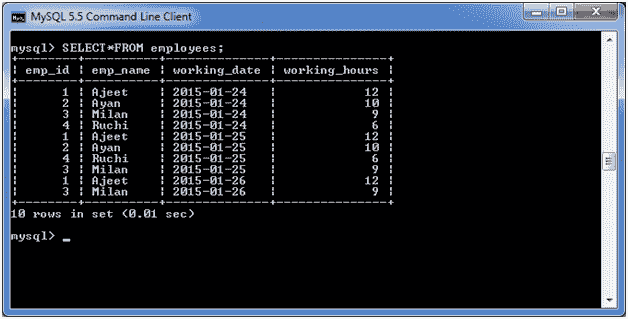 MySQL 5.5 Command Line Client
mysql> SELECT*FROM employees;
| emp_id | emp_name | working_date | working_hours |
| 1 | Ajeet | 2015-01-24 | 12 |
| 2 | Ayan | 2015-01-24 | 10 |
| 3 | Milan | 2015-01-24 | 9 |
| 4 | Ruchi | 2015-01-24 | 6 |
| 1 | Ajeet | 2015-01-25 | 12 |
| 2 | Ayan | 2015-01-25 | 10 |
| 4 | Ruchi | 2015-01-25 | 6 |
| 3 | Milan | 2015-01-25 | 9 |
| 1 | Ajeet | 2015-01-26 | 12 |
| 3 | Milan | 2015-01-26 | 9 |
10 rows in set (0.01 sec)
mysql> _